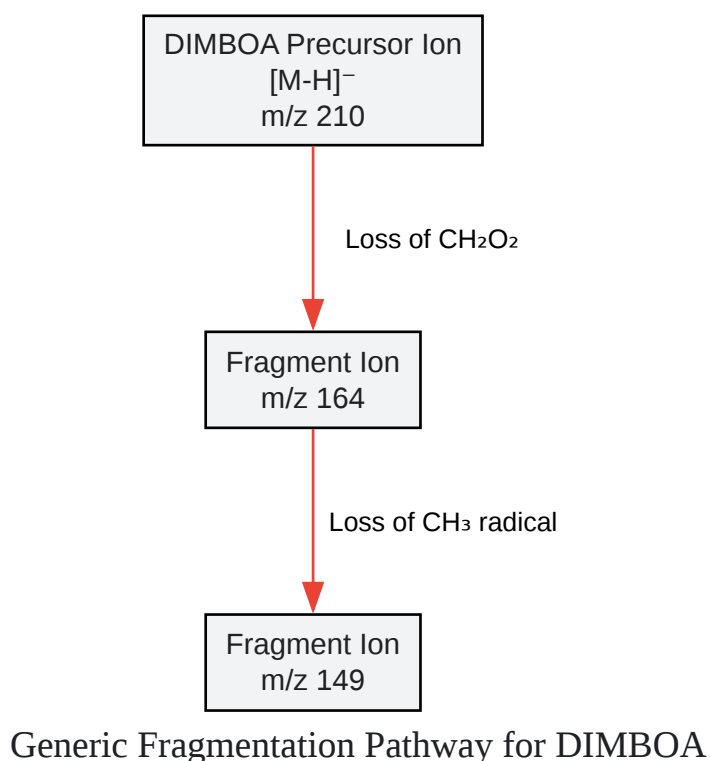 DIMBOA Precursor Ion
[M-H]⁻
m/z 210
Loss of CH₂O₂
Fragment Ion
m/z 164
Loss of CH₃ radical
Fragment Ion
m/z 149
Generic Fragmentation Pathway for DIMBOA